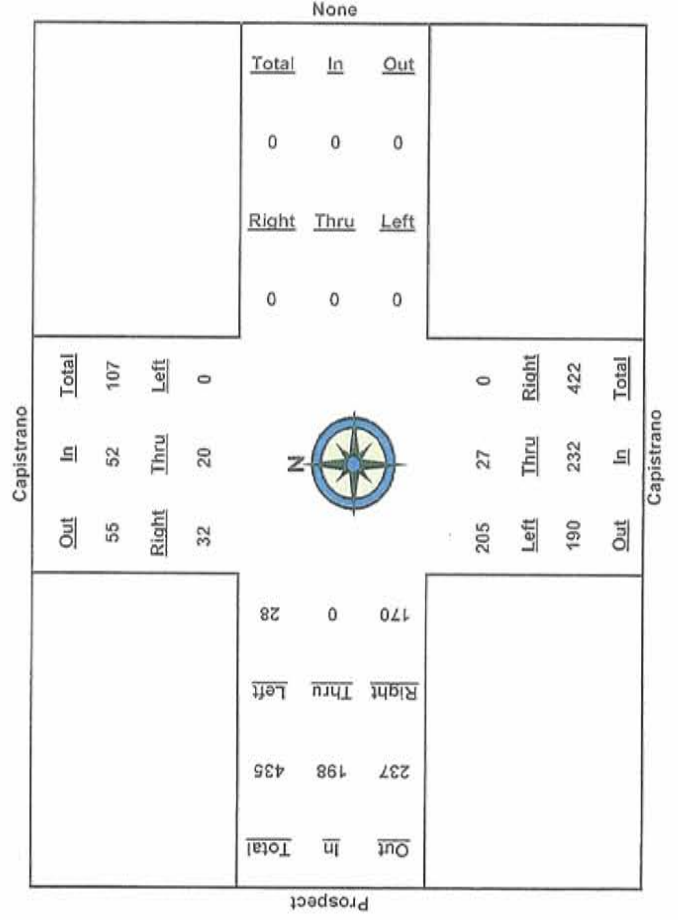 None
Total In Out
0 0 0
Right Thru Left
0 0 0
Capistrano
Out In Total
55 52 107
Right Thru Left
32 20 0
N
205 27 0
Left Thru Right
190 232 422
Out In Total
Capistrano
Prospect
Out In Total
237 198 435
Right Thru Left
170 0 28